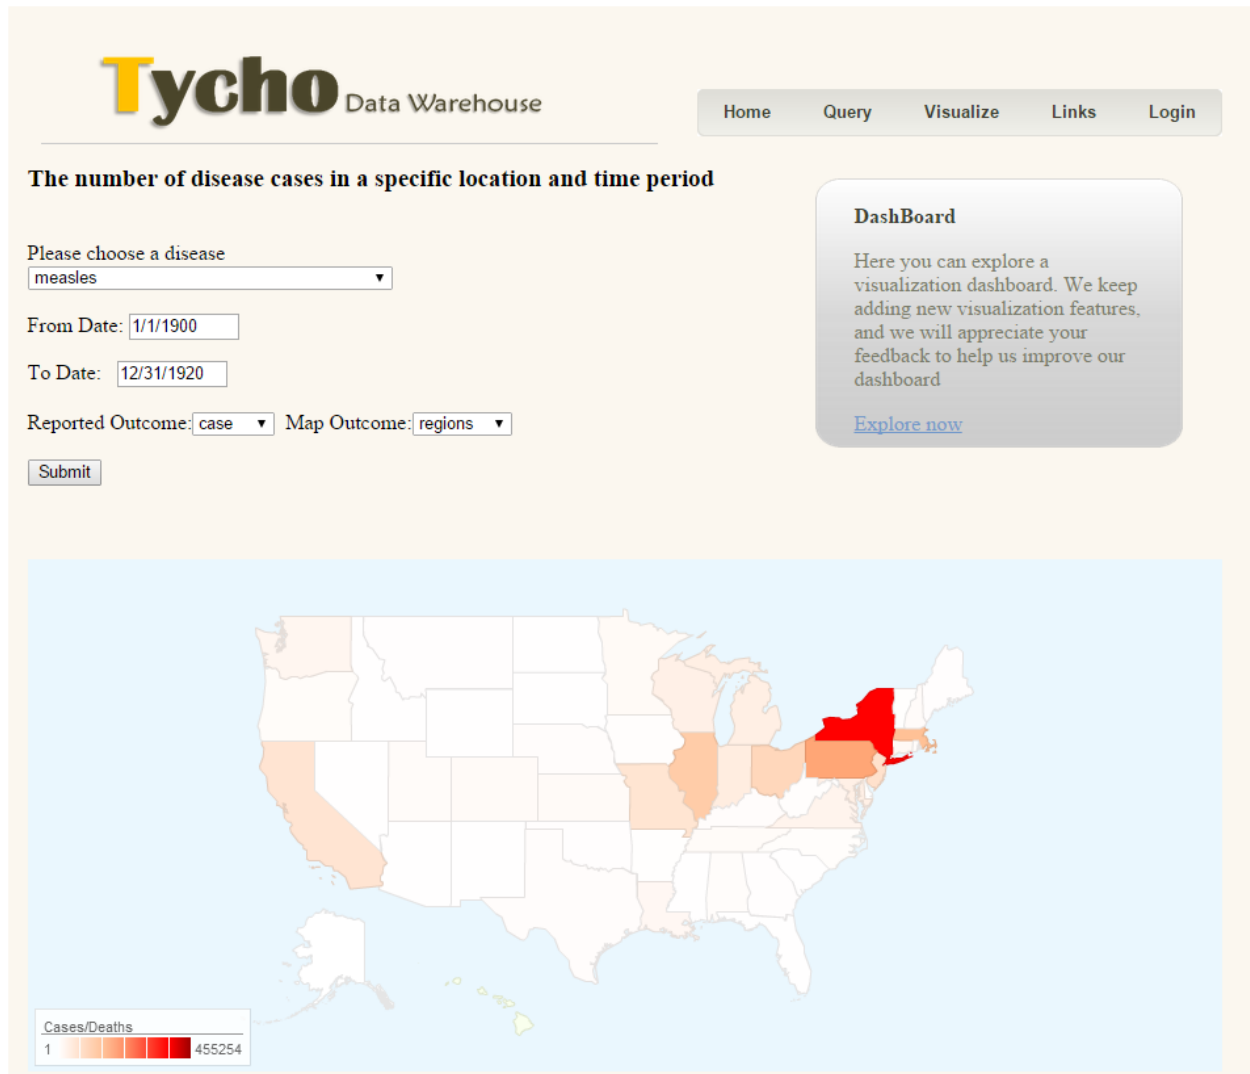 Tycho Data Warehouse
Home Query Visualize Links Login
The number of disease cases in a specific location and time period
Please choose a disease
measles
From Date: 1/1/1900
To Date: 12/31/1920
Reported Outcome: case Map Outcome: regions
Submit
DashBoard
Here you can explore a
visualization dashboard. We keep
adding new visualization features,
and we will appreciate your
feedback to help us improve our
dashboard
Explore now
Cases/Deaths
1 455254